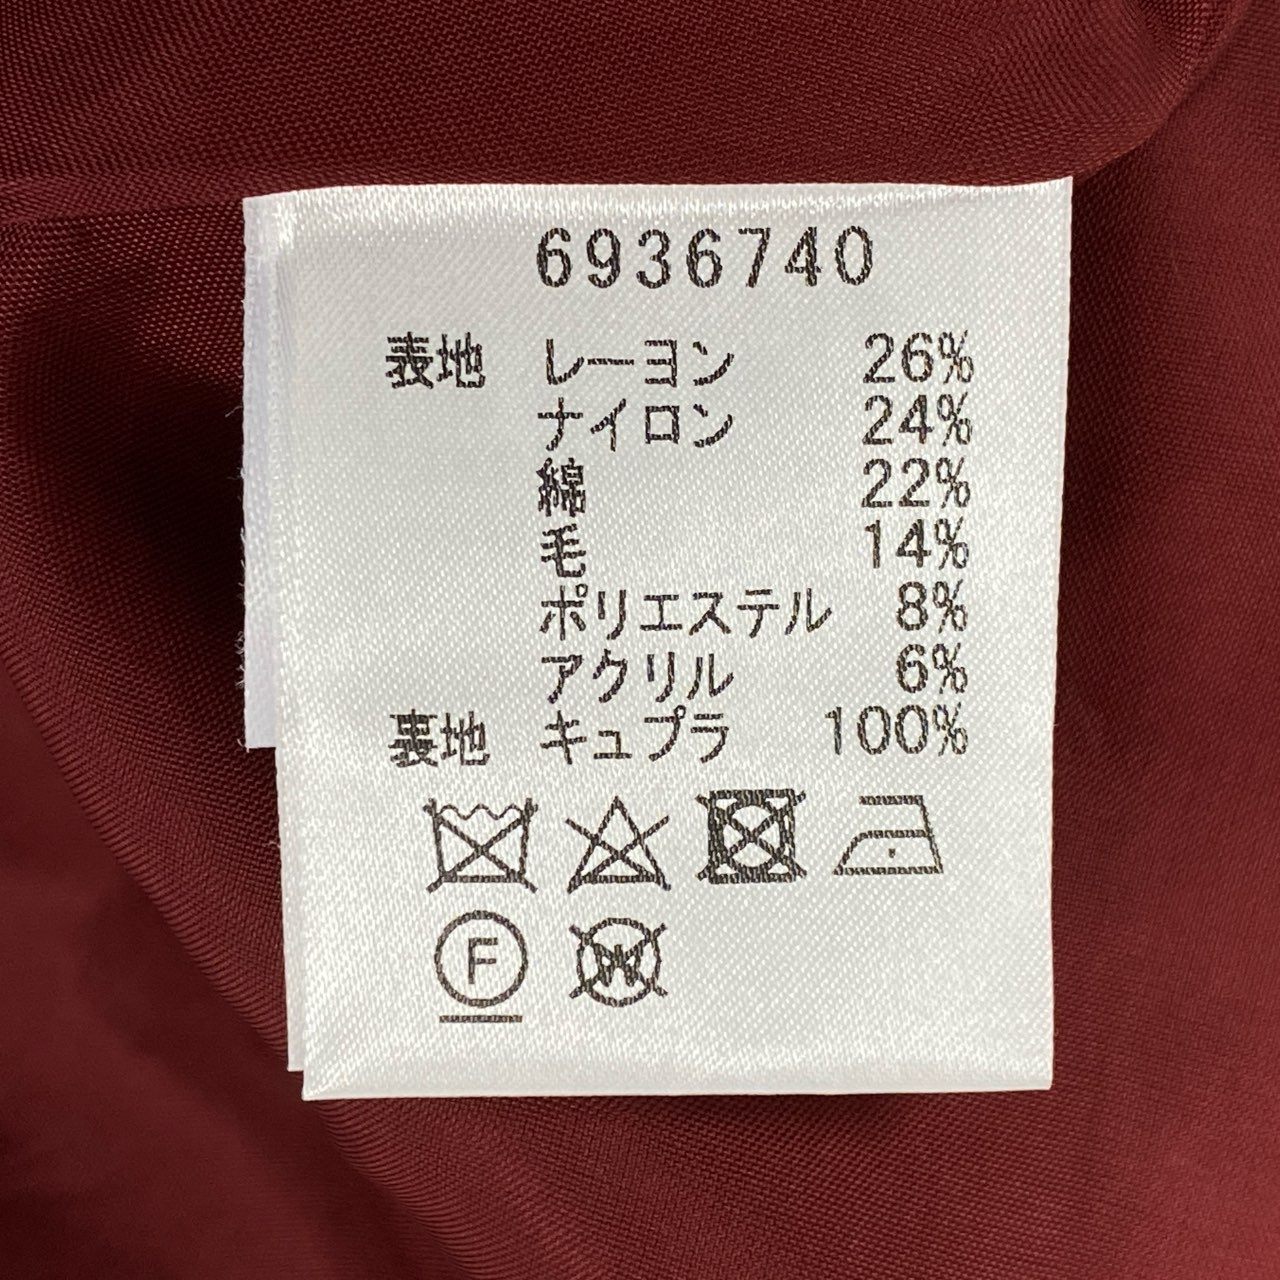 6936740
表地 レーヨン 26%
ナイロン 24%
綿 22%
毛 14%
ポリエステル 8%
アクリル 6%
裏地 キュプラ 100%
F W